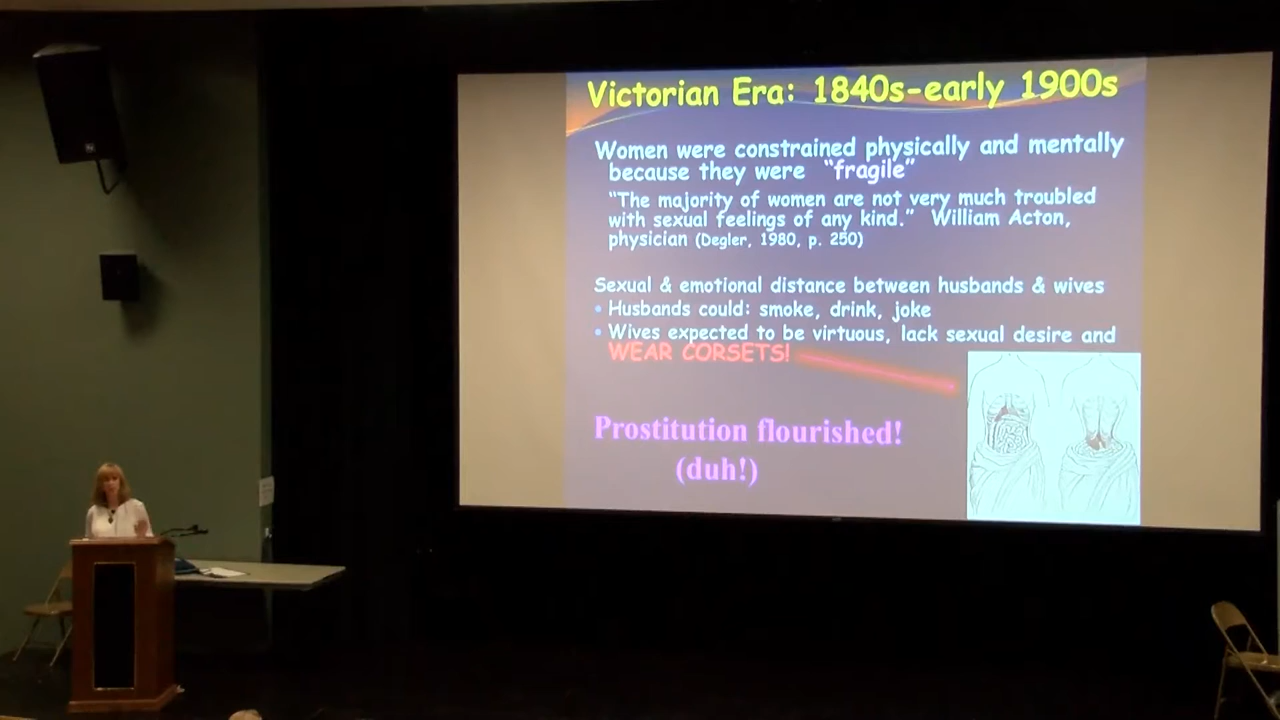 Victorian Era: 1840s-early 1900s
Women were constrained physically and mentally
because they were "fragile"
"The majority of women are not very much troubled
with sexual feelings of any kind." William Acton,
physician (Degler, 1980, p. 250)
Sexual & emotional distance between husbands & wives
• Husbands could: smoke, drink, joke
• Wives expected to be virtuous, lack sexual desire and
WEAR CORSETS!
Prostitution flourished!
(duh!)